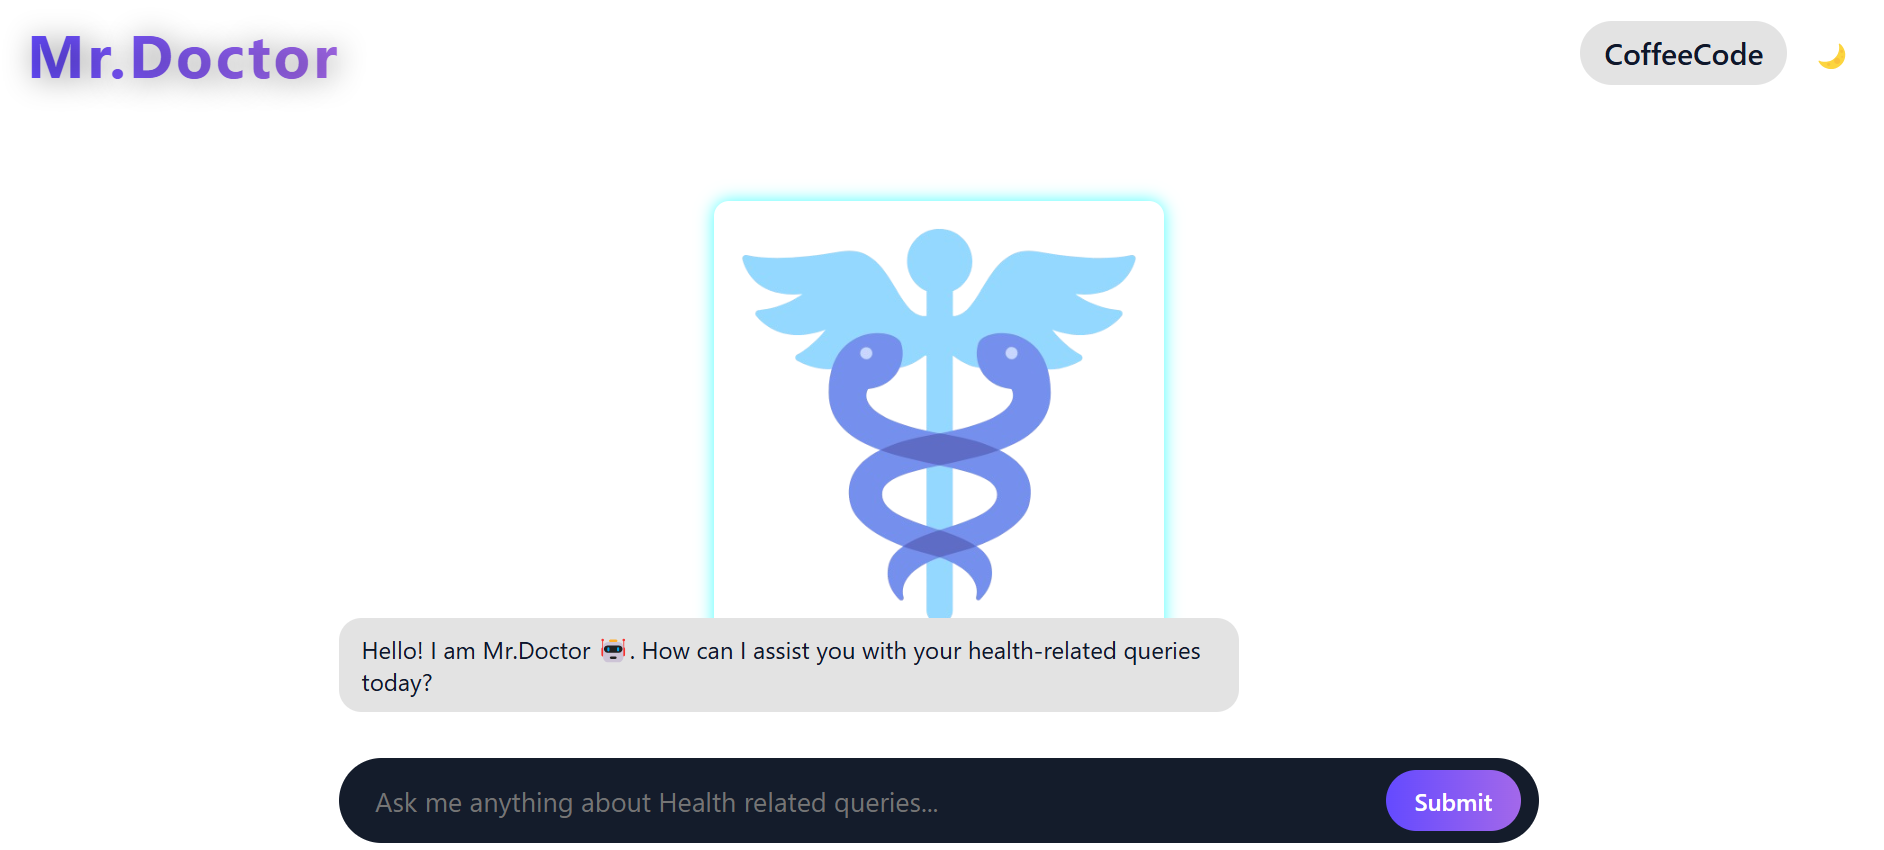 Mr.Doctor
CoffeeCode
Hello! I am Mr.Doctor 🤖. How can I assist you with your health-related queries
today?
Ask me anything about Health related queries...
Submit